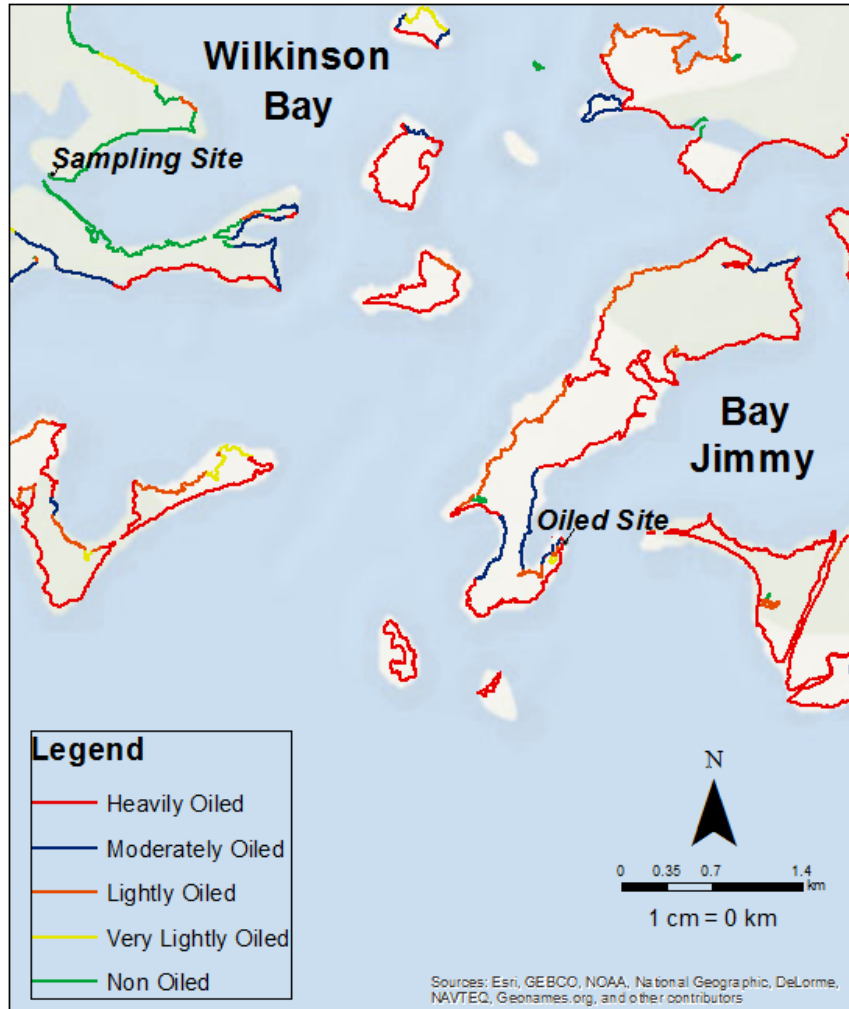 Wilkinson
Bay
Sampling Site
Bay
Jimmy
Oiled Site
Legend
Heavily Oiled
Moderately Oiled
Lightly Oiled
Very Lightly Oiled
Non Oiled
N
0 0.35 0.7 1.4
km
1 cm = 0 km
Sources: Esri, GEBCO, NOAA, National Geographic, DeLorme,
NAVTEQ, Geonames.org, and other contributors